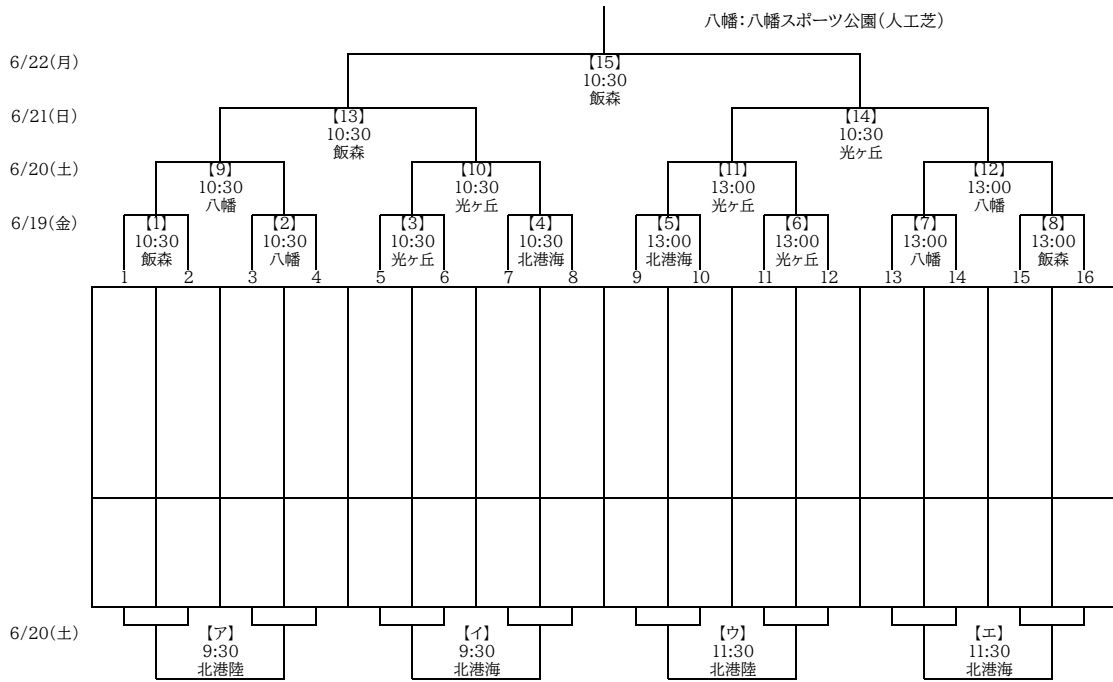 八幡：八幡スポーツ公園（人工芝）
6/22(月)
【15】
10:30
飯森
6/21(日)
【13】 【14】
10:30 10:30
飯森 光ヶ丘
6/20(土)
【9】 【10】 【11】 【12】
10:30 10:30 13:00 13:00
八幡 光ヶ丘 光ヶ丘 八幡
6/19(金)
【1】 【2】 【3】 【4】 【5】 【6】 【7】 【8】
10:30 10:30 10:30 10:30 13:00 13:00 13:00 13:00
飯森 八幡 光ヶ丘 北港海 北港海 光ヶ丘 八幡 飯森
1 2 3 4 5 6 7 8 9 10 11 12 13 14 15 16
6/20(土)
【ア】 【イ】 【ウ】 【エ】
9:30 9:30 11:30 11:30
北港陸 北港海 北港陸 北港海